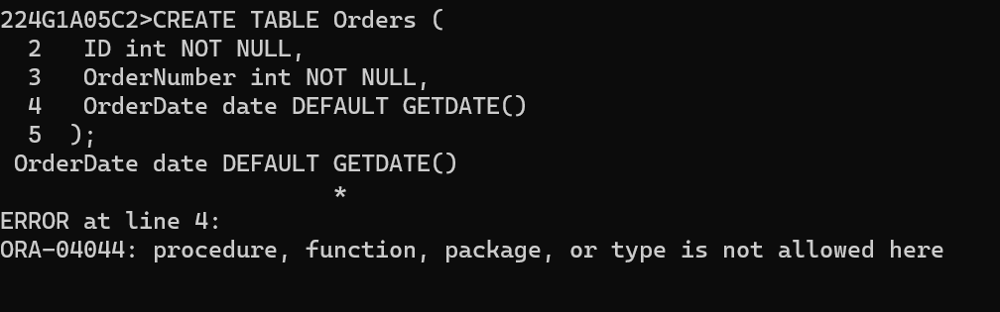 224G1A05C2>CREATE TABLE Orders (
  2   ID int NOT NULL,
  3   OrderNumber int NOT NULL,
  4   OrderDate date DEFAULT GETDATE()
  5  );
 OrderDate date DEFAULT GETDATE()
                        *
ERROR at line 4:
ORA-04044: procedure, function, package, or type is not allowed here